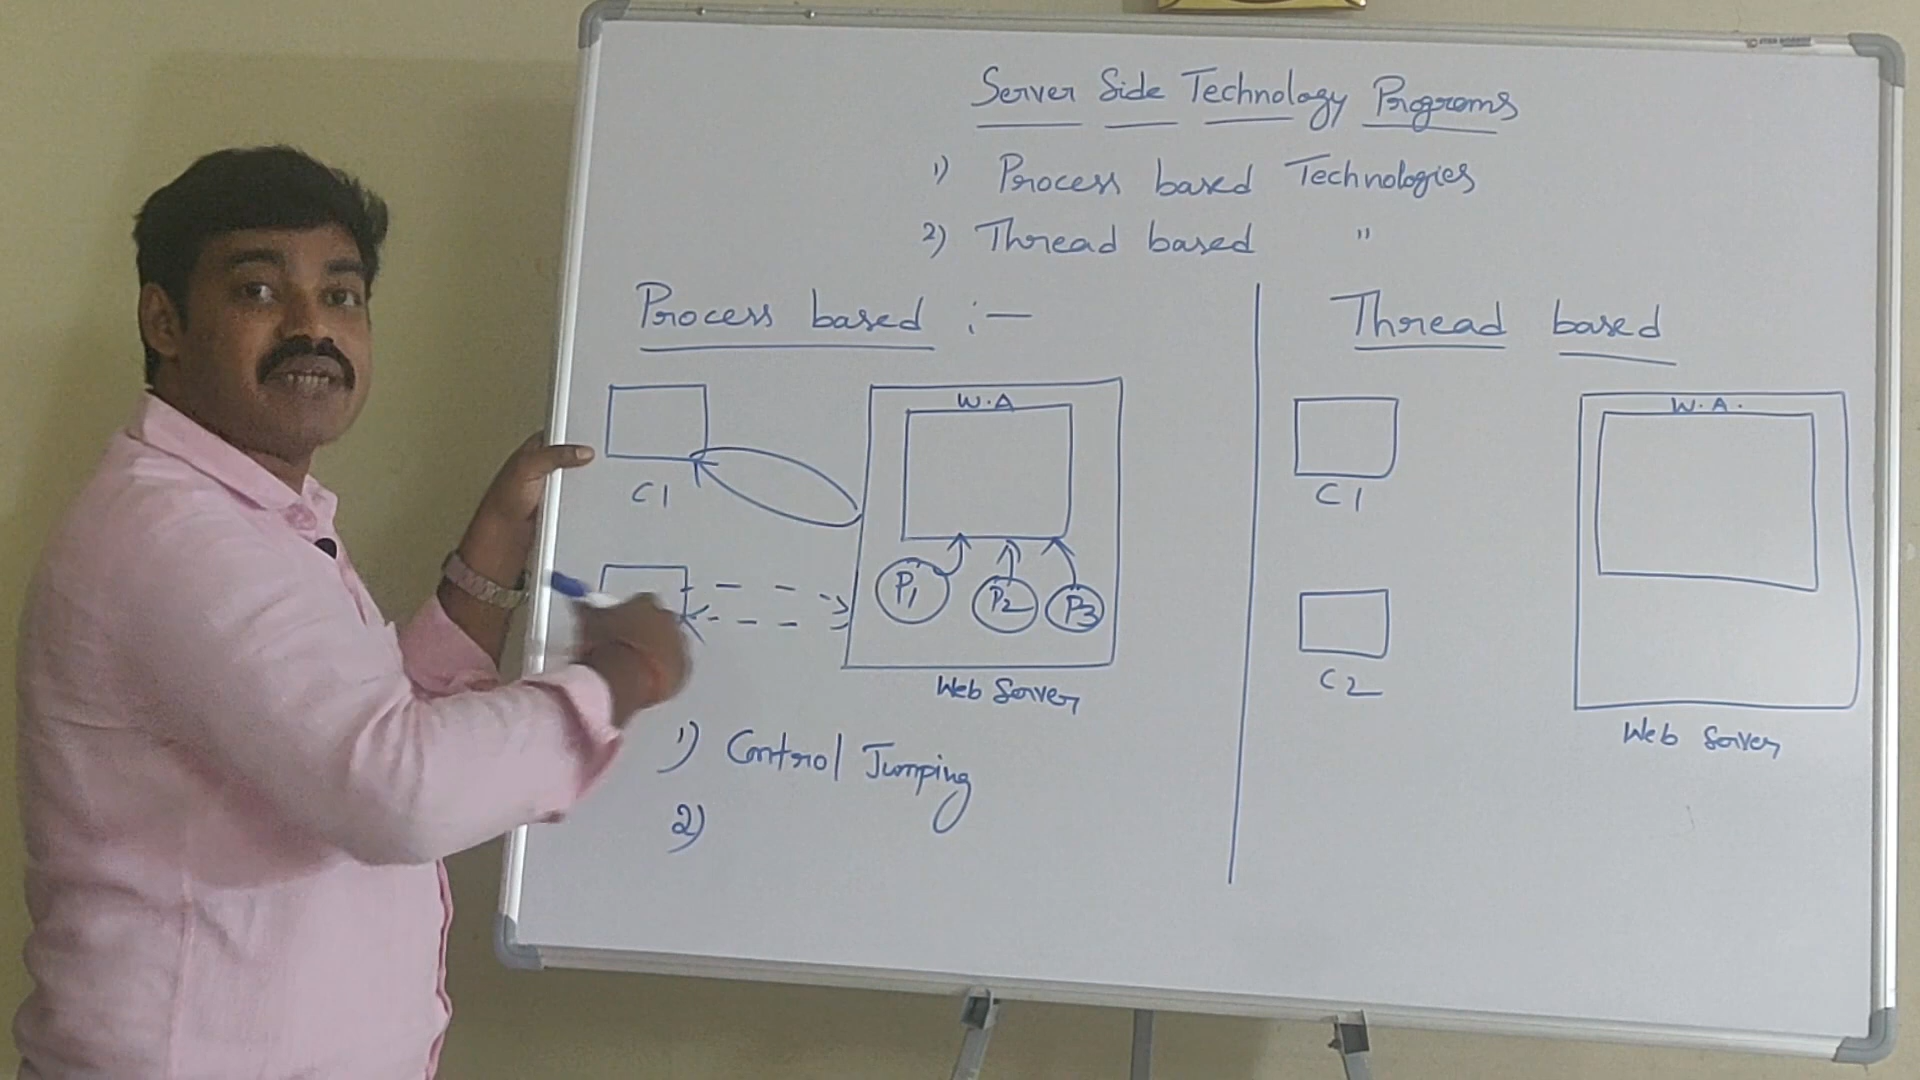 Server Side Technology Programs
1) Process based Technologies
2) Thread based "
Process based :-
W.A
C1
P1
P2
P3
Web Server
1) Control Jumping
2)
Thread based
W.A.
C1
C2
Web Server